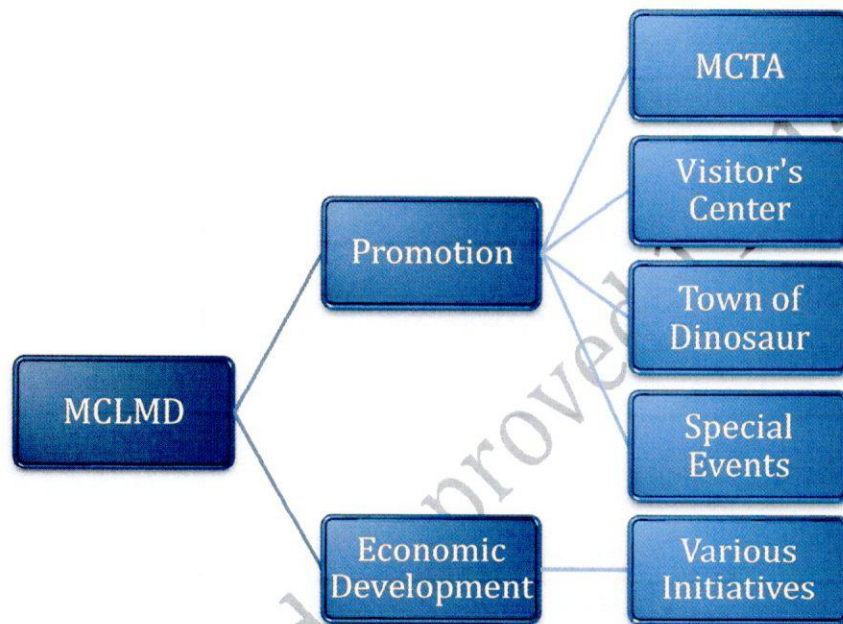 MCTA
Visitor's
Center
Promotion
Town of
Dinosaur
MCLMD
Special
Events
Economic
Development
Various
Initiatives